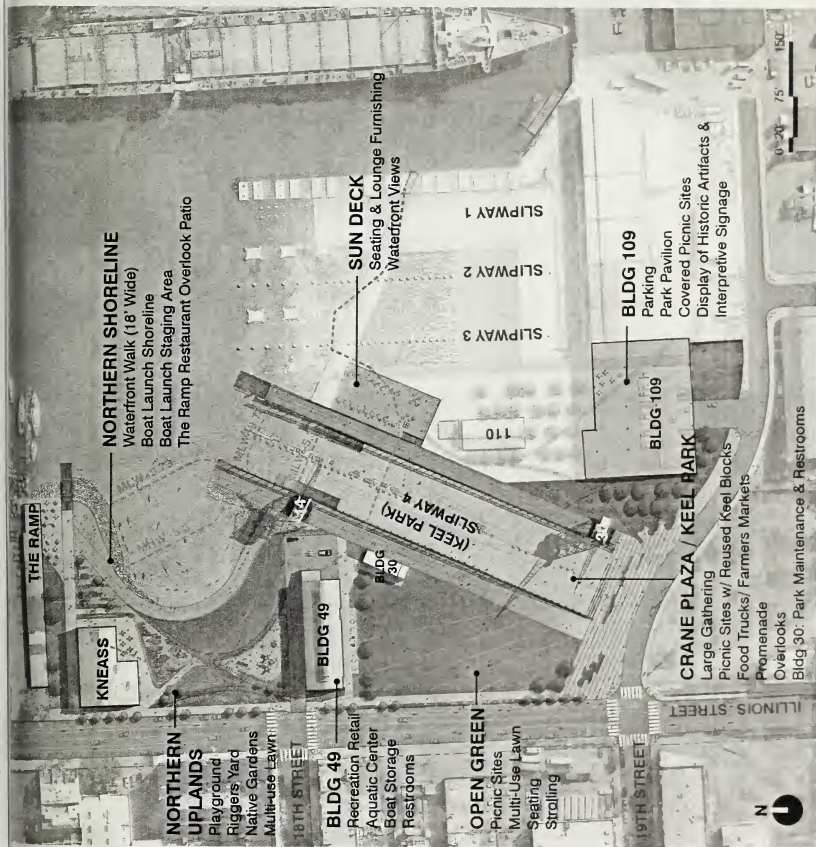 THE RAMP
NORTHERN SHORELINE
Waterfront Walk (18' Wide)
Boat Launch Shoreline
Boat Launch Staging Area
The Ramp Restaurant Overlook Patio
KNEASS
NORTHERN
UPLANDS
Playground
Riggers Yard
Native Gardens
Multi-use Lawn
18TH STREET
BLDG 49
BLDG 49
Recreation Retail
Aquatic Center
Boat Storage
Restrooms
BLDG
30
SUN DECK
Seating & Lounge Furnishing
Waterfront Views
SLIPWAY 1
SLIPWAY 2
SLIPWAY 3
SLIPWAY 4
(KEEL PARK)
110
OPEN GREEN
Picnic Sites
Multi-Use Lawn
Seating
Strolling
BLDG 109
Parking
Park Pavilion
Covered Picnic Sites
Display of Historic Artifacts &
Interpretive Signage
BLDG 109
CRANE PLAZA / KEEL PARK
Large Gathering
Picnic Sites w/ Reused Keel Blocks
Food Trucks/ Farmers Markets
Promenade
Overlooks
Bldg 30: Park Maintenance & Restrooms
19TH STREET
ILLINOIS STREET
N
0' 20' 75' 150'